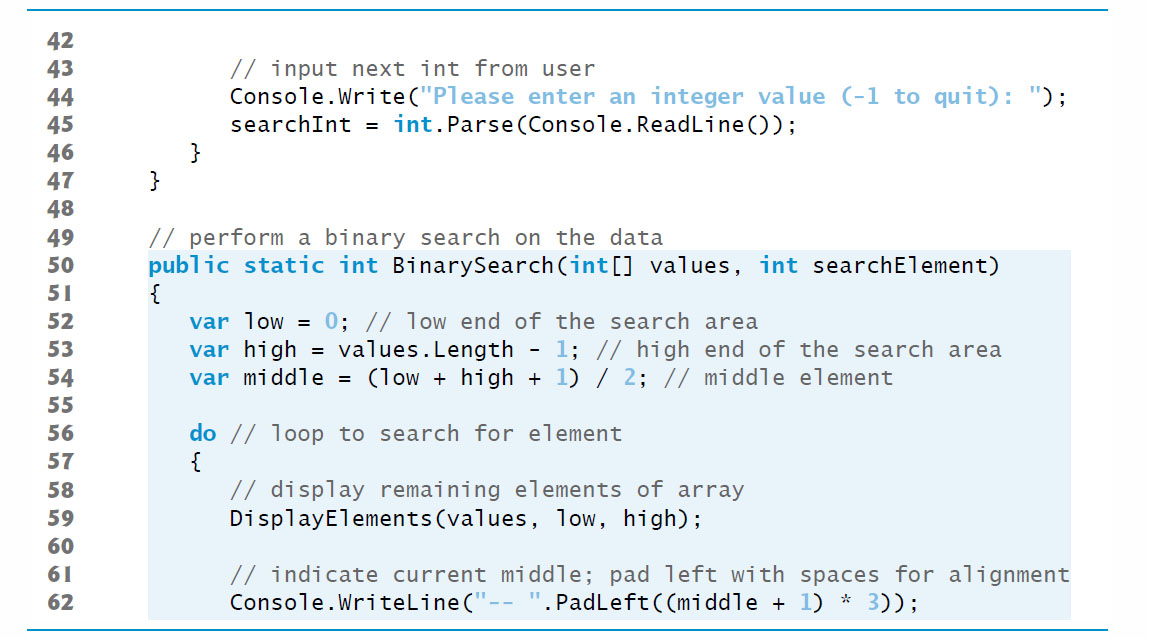 42
43 // input next int from user
44 Console.Write("Please enter an integer value (-1 to quit): ");
45 searchInt = int.Parse(Console.ReadLine());
46 }
47 }
48
49 // perform a binary search on the data
50 public static int BinarySearch(int[] values, int searchElement)
51 {
52 var low = 0; // low end of the search area
53 var high = values.Length - 1; // high end of the search area
54 var middle = (low + high + 1) / 2; // middle element
55
56 do // loop to search for element
57 {
58 // display remaining elements of array
59 DisplayElements(values, low, high);
60
61 // indicate current middle; pad left with spaces for alignment
62 Console.WriteLine("-- ".PadLeft((middle + 1) * 3));